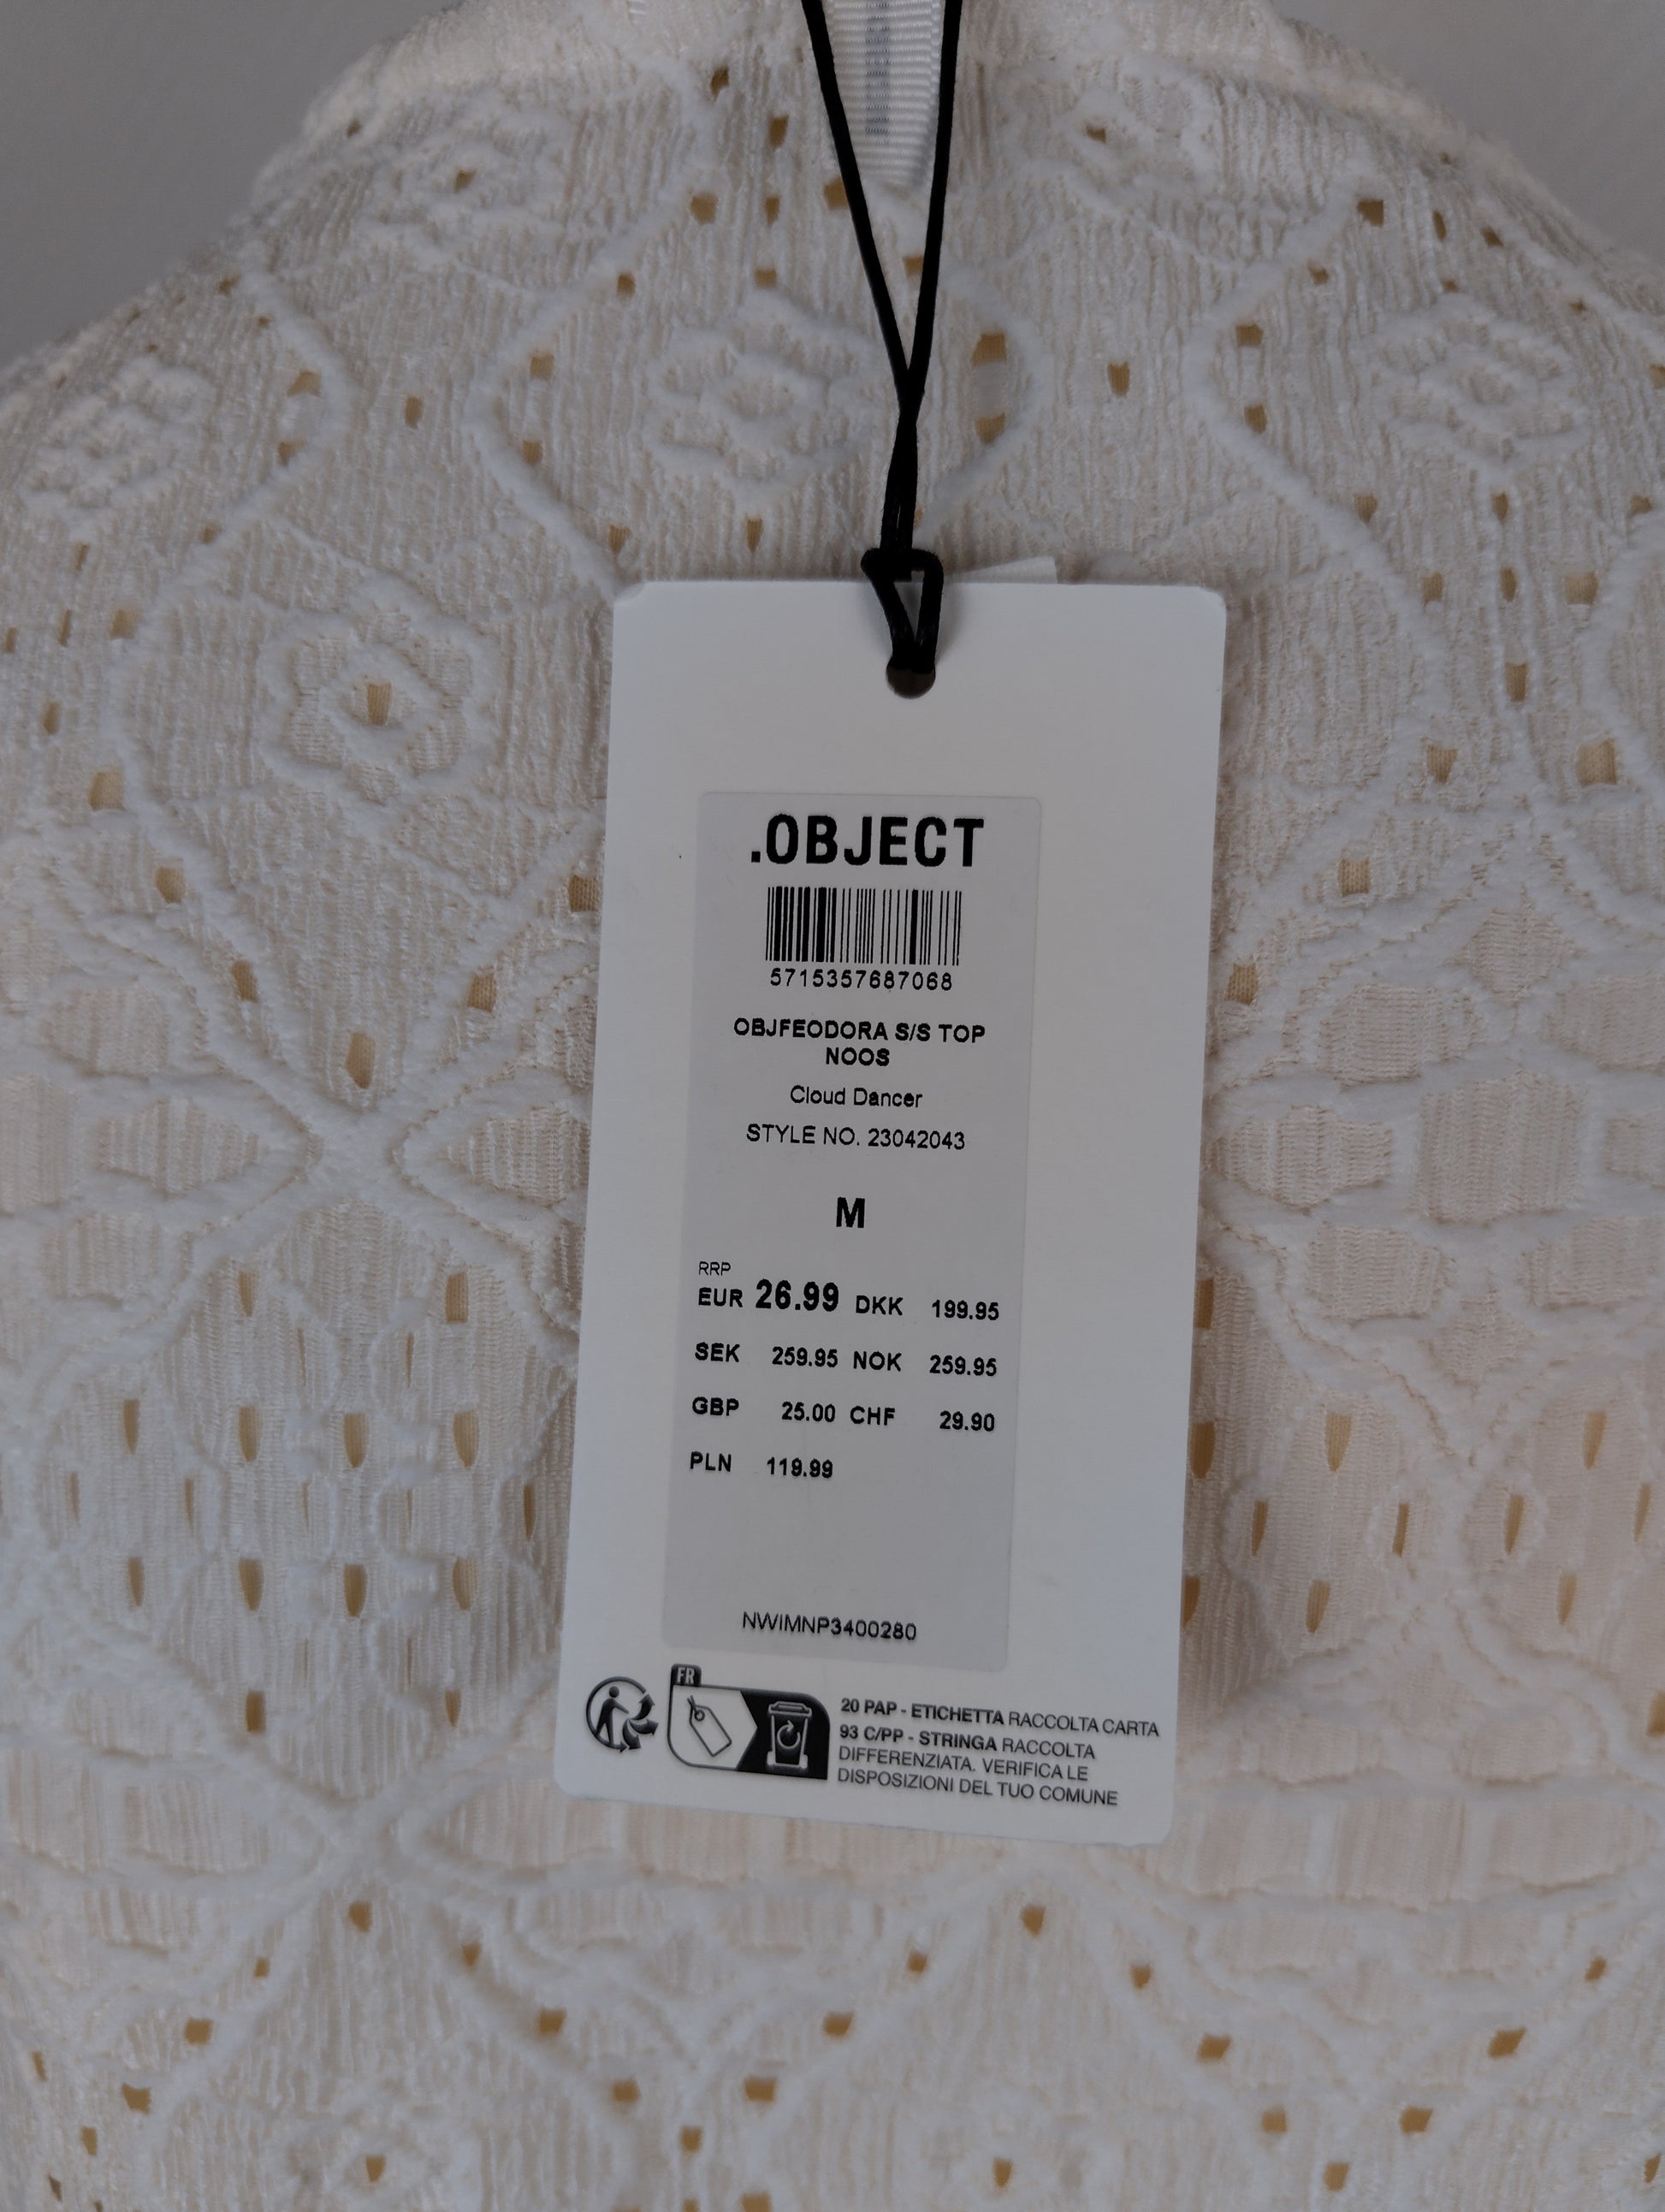 .OBJECT
5715357687068
OBJFEODORA S/S TOP
NOOS
Cloud Dancer
STYLE NO. 23042043
M
RRP
EUR 26.99 DKK 199.95
SEK 259.95 NOK 259.95
GBP 25.00 CHF 29.90
PLN 119.99
NWIMNP3400280
FR
20 PAP - ETICHETTA RACCOLTA CARTA
93 C/PP - STRINGA RACCOLTA
DIFFERENZIATA. VERIFICA LE
DISPOSIZIONI DEL TUO COMUNE